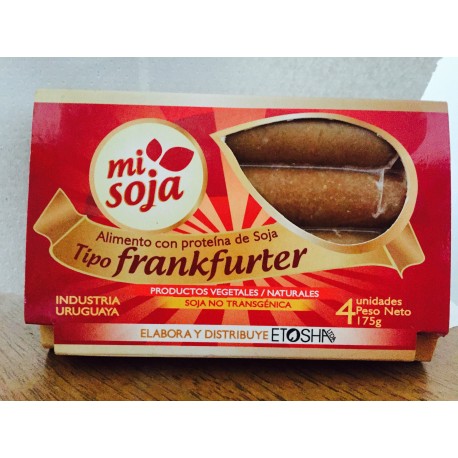 mi
soja
Alimento con proteína de Soja
Tipo frankfurter
PRODUCTOS VEGETALES / NATURALES
SOJA NO TRANSGÉNICA
INDUSTRIA
URUGUAYA
4 unidades
Peso Neto
175g
ELABORA Y DISTRIBUYE ETOSHA